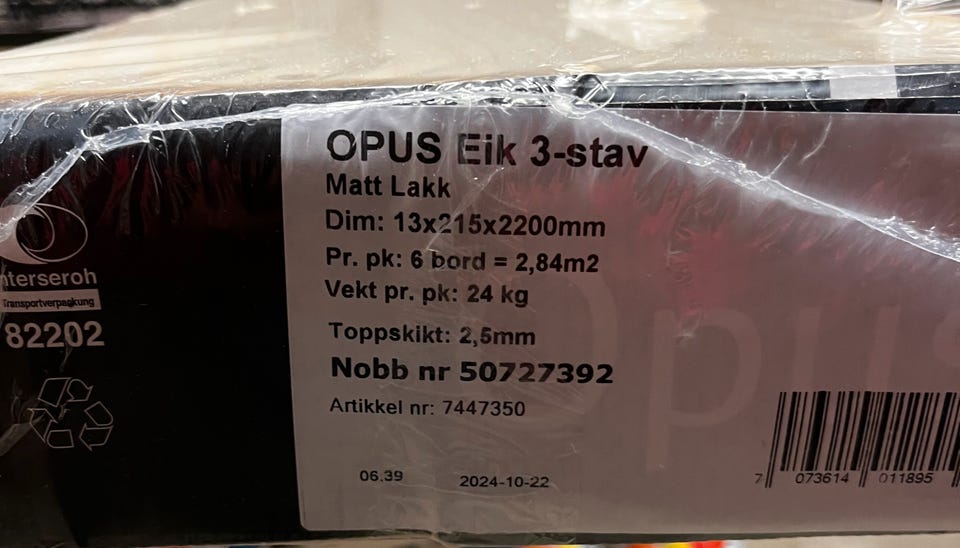 OPUS Eik 3-stav
Matt Lakk
Dim: 13x215x2200mm
Pr. pk: 6 bord = 2,84m2
Vekt pr. pk: 24 kg
Toppskikt: 2,5mm
Nobb nr 50727392
Artikkel nr: 7447350
06.39 2024-10-22
7 073614 011895
Opus
nterseroh
Transportverpackung
82202